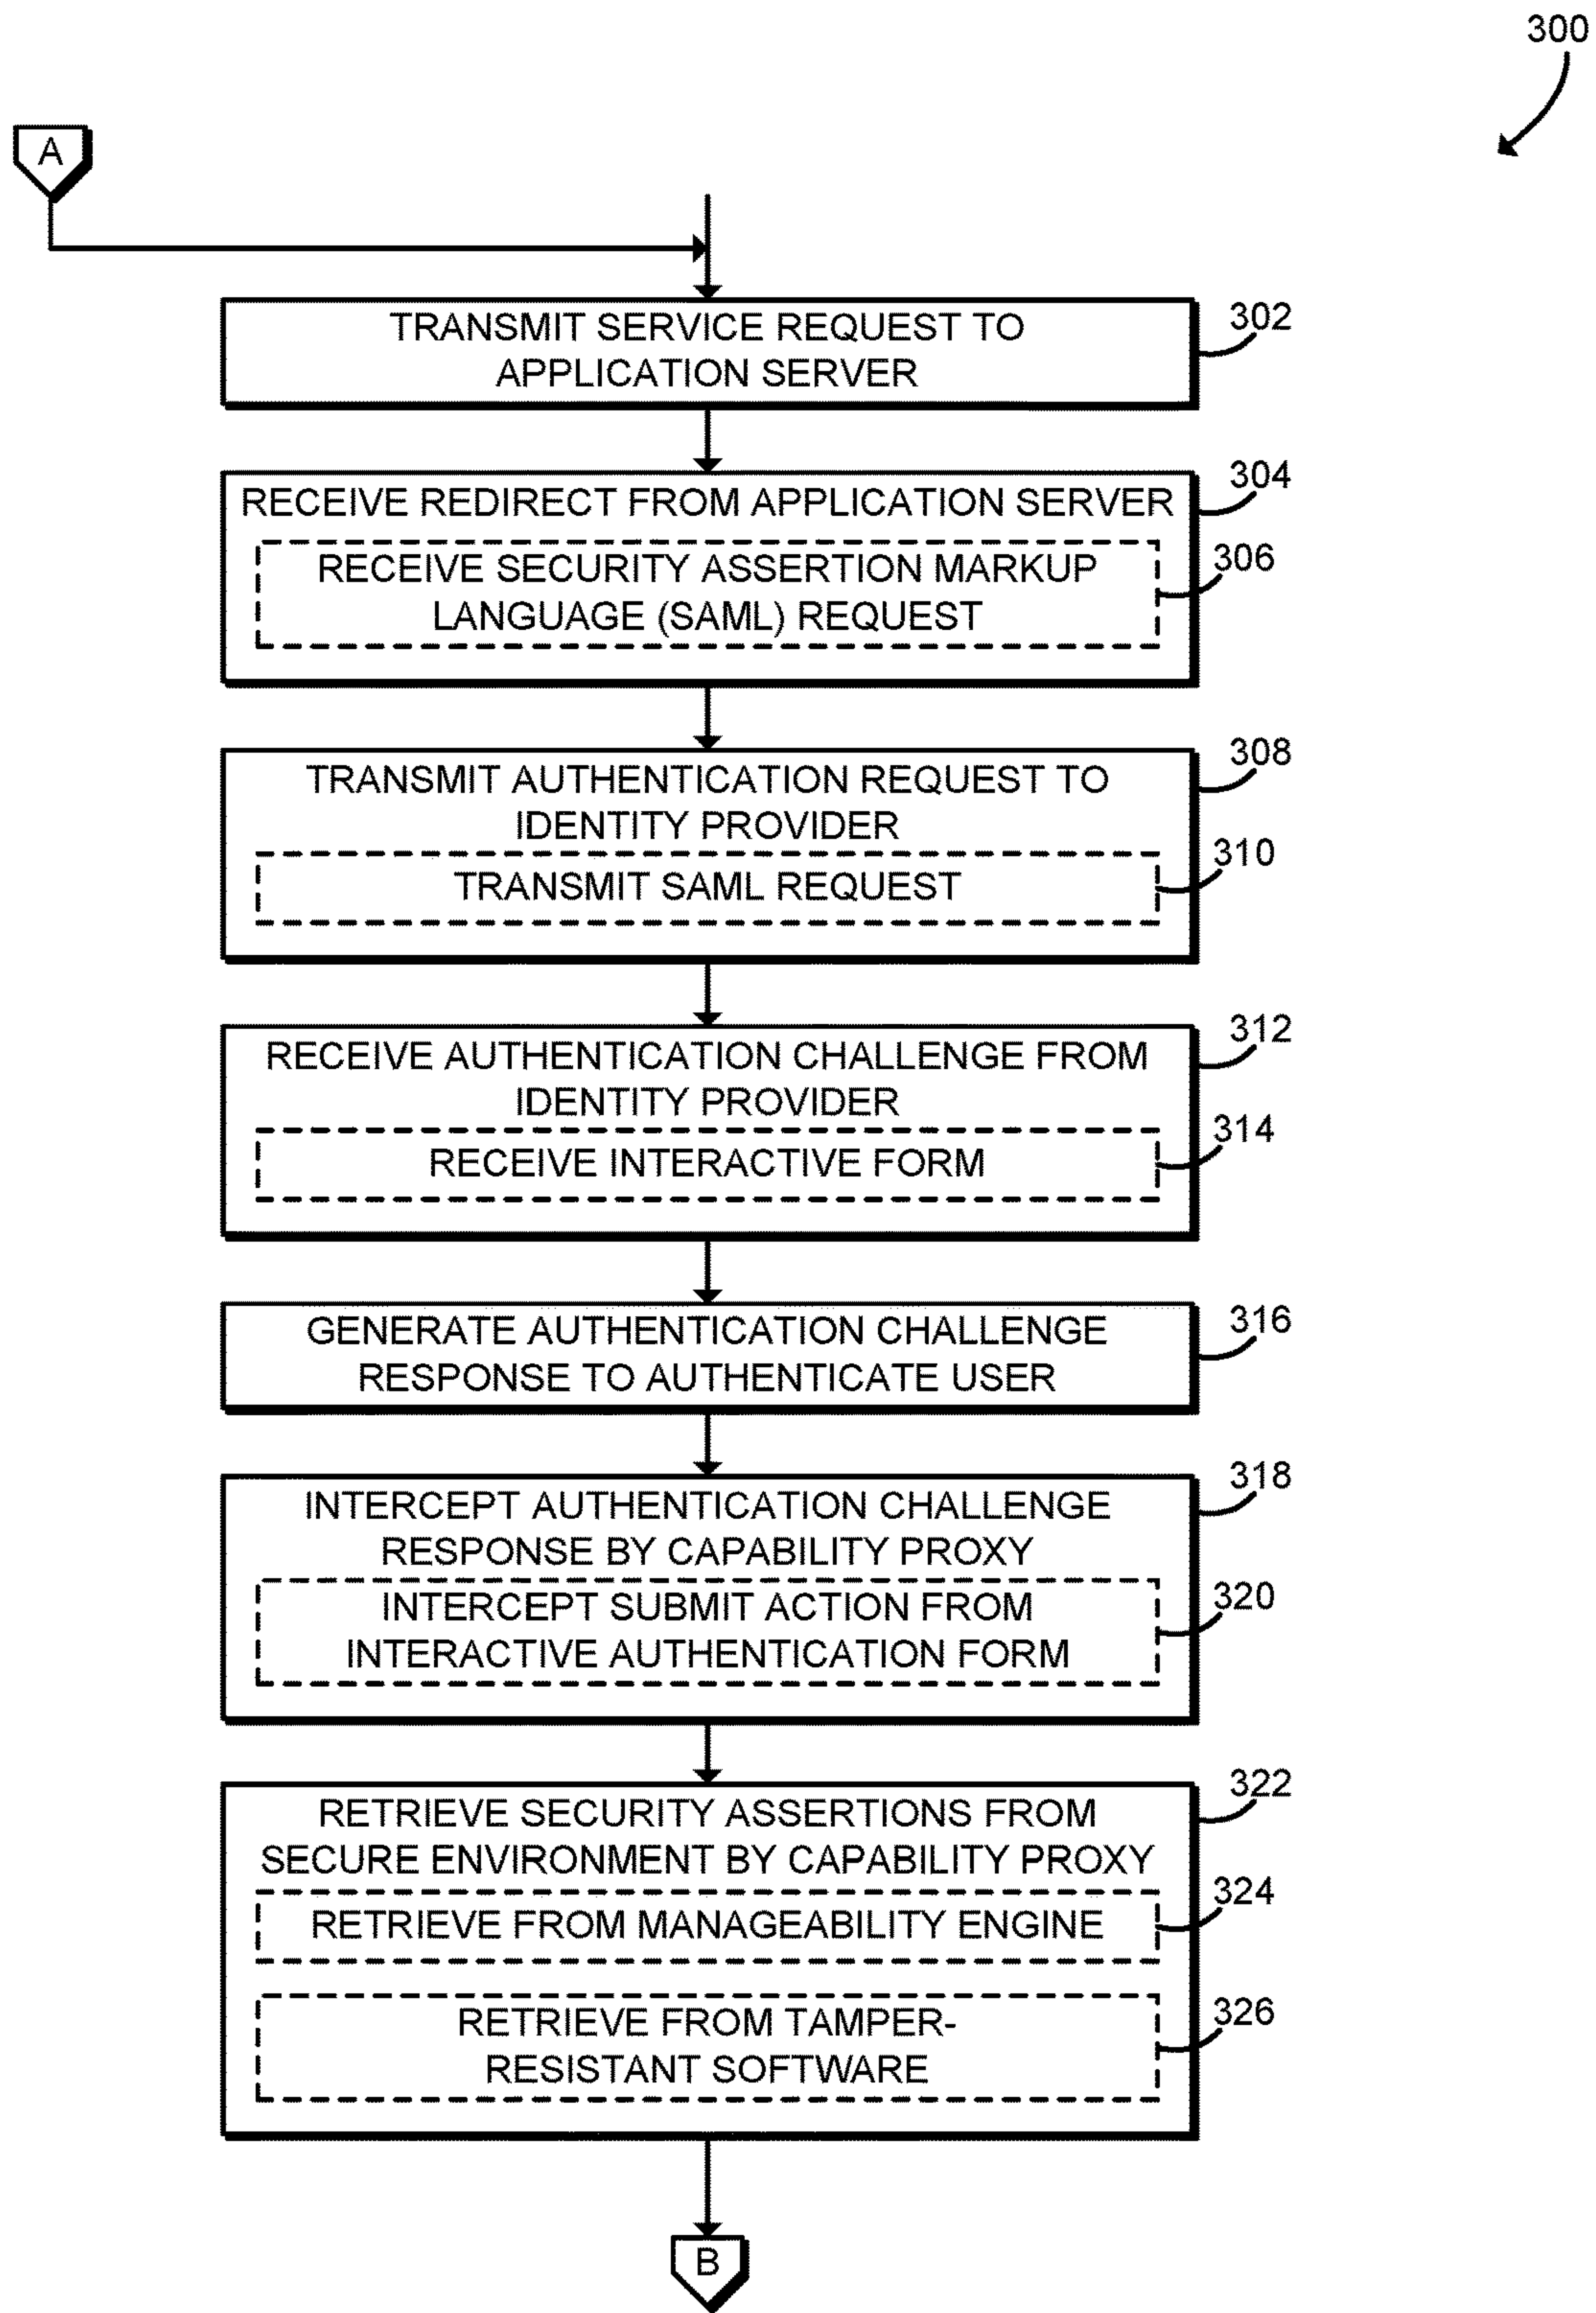 300
A
TRANSMIT SERVICE REQUEST TO
APPLICATION SERVER
302
RECEIVE REDIRECT FROM APPLICATION SERVER
304
RECEIVE SECURITY ASSERTION MARKUP
LANGUAGE (SAML) REQUEST
306
TRANSMIT AUTHENTICATION REQUEST TO
IDENTITY PROVIDER
308
TRANSMIT SAML REQUEST
310
RECEIVE AUTHENTICATION CHALLENGE FROM
IDENTITY PROVIDER
312
RECEIVE INTERACTIVE FORM
314
GENERATE AUTHENTICATION CHALLENGE
RESPONSE TO AUTHENTICATE USER
316
INTERCEPT AUTHENTICATION CHALLENGE
RESPONSE BY CAPABILITY PROXY
318
INTERCEPT SUBMIT ACTION FROM
INTERACTIVE AUTHENTICATION FORM
320
RETRIEVE SECURITY ASSERTIONS FROM
SECURE ENVIRONMENT BY CAPABILITY PROXY
322
RETRIEVE FROM MANAGEABILITY ENGINE
324
RETRIEVE FROM TAMPER-
RESISTANT SOFTWARE
326
B